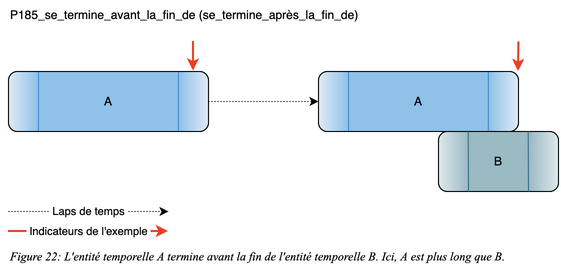 P185_se_termine_avant_la_fin_de (se_termine_après_la_fin_de)
A
A
B
Laps de temps
Indicateurs de l'exemple
Figure 22: L'entité temporelle A termine avant la fin de l'entité temporelle B. Ici, A est plus long que B.